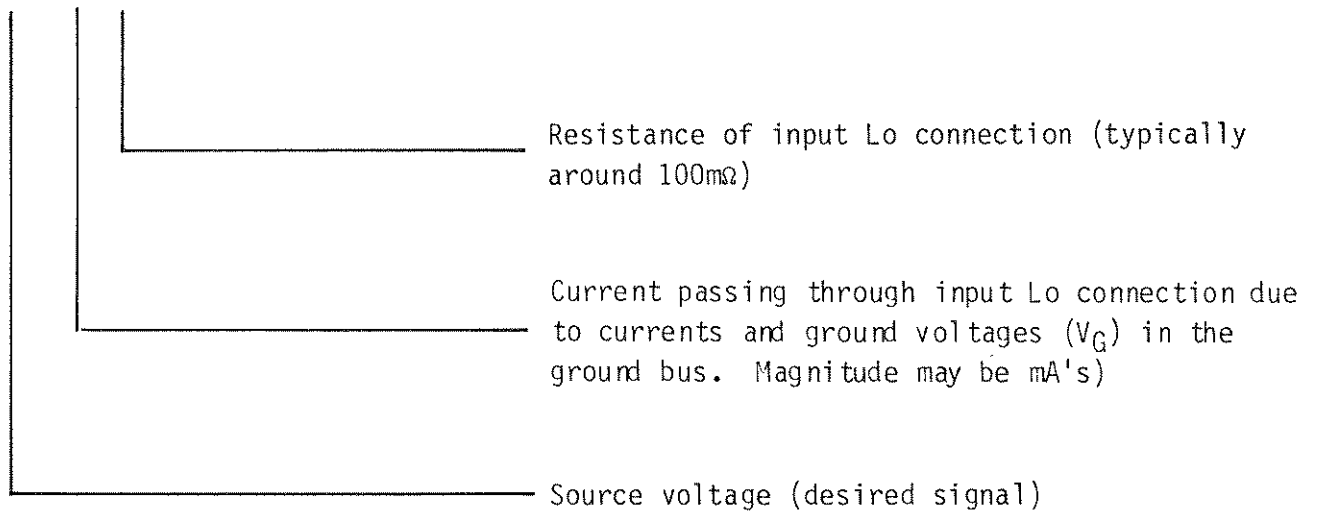 Resistance of input Lo connection (typically
around 100mΩ)
Current passing through input Lo connection due
to currents and ground voltages (V_G) in the
ground bus. Magnitude may be mA's)
Source voltage (desired signal)